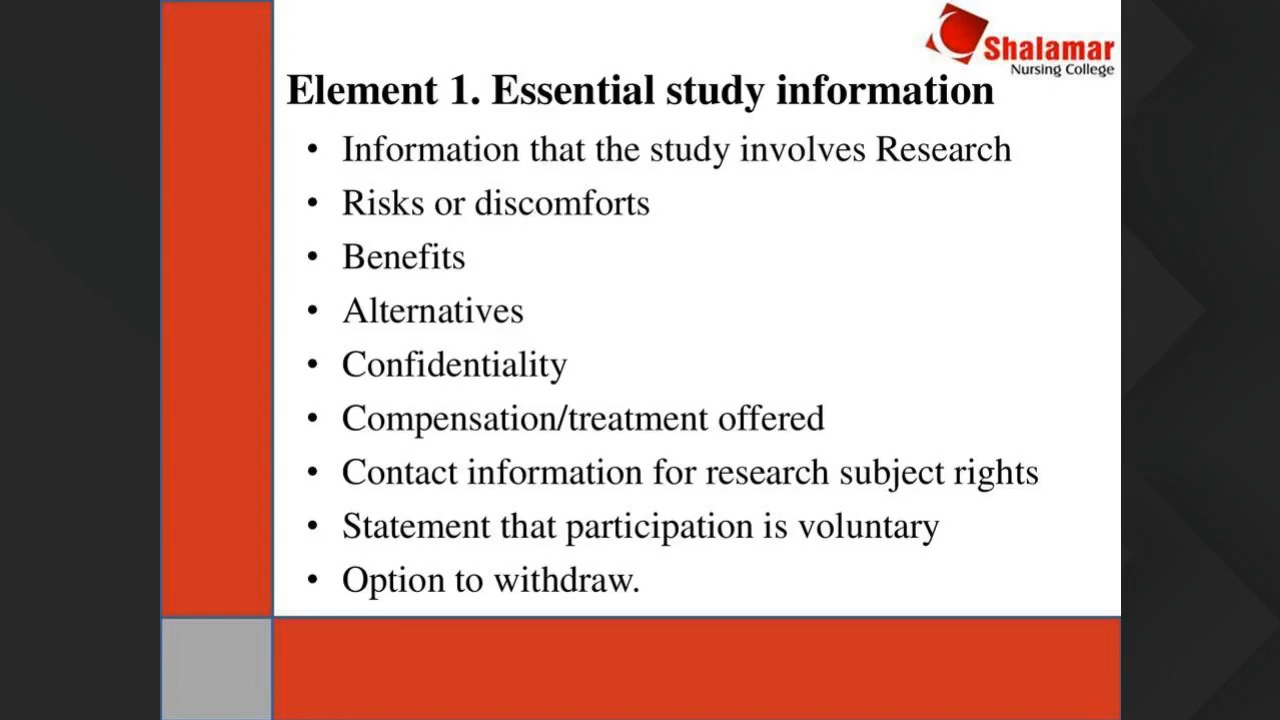 Shalamar
Nursing College
Element 1. Essential study information
• Information that the study involves Research
• Risks or discomforts
• Benefits
• Alternatives
• Confidentiality
• Compensation/treatment offered
• Contact information for research subject rights
• Statement that participation is voluntary
• Option to withdraw.